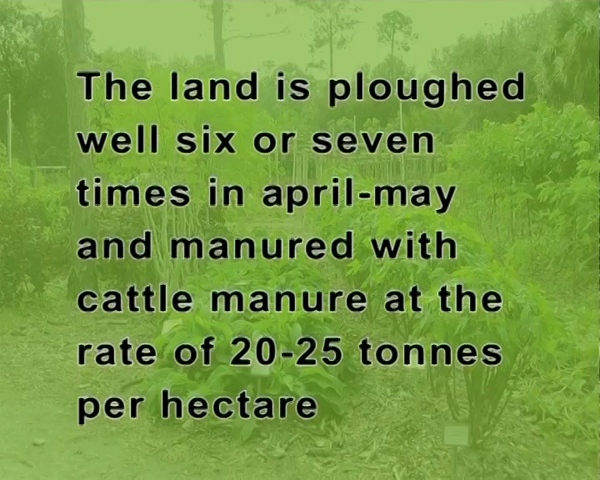 The land is ploughed
well six or seven
times in april-may
and manured with
cattle manure at the
rate of 20-25 tonnes
per hectare